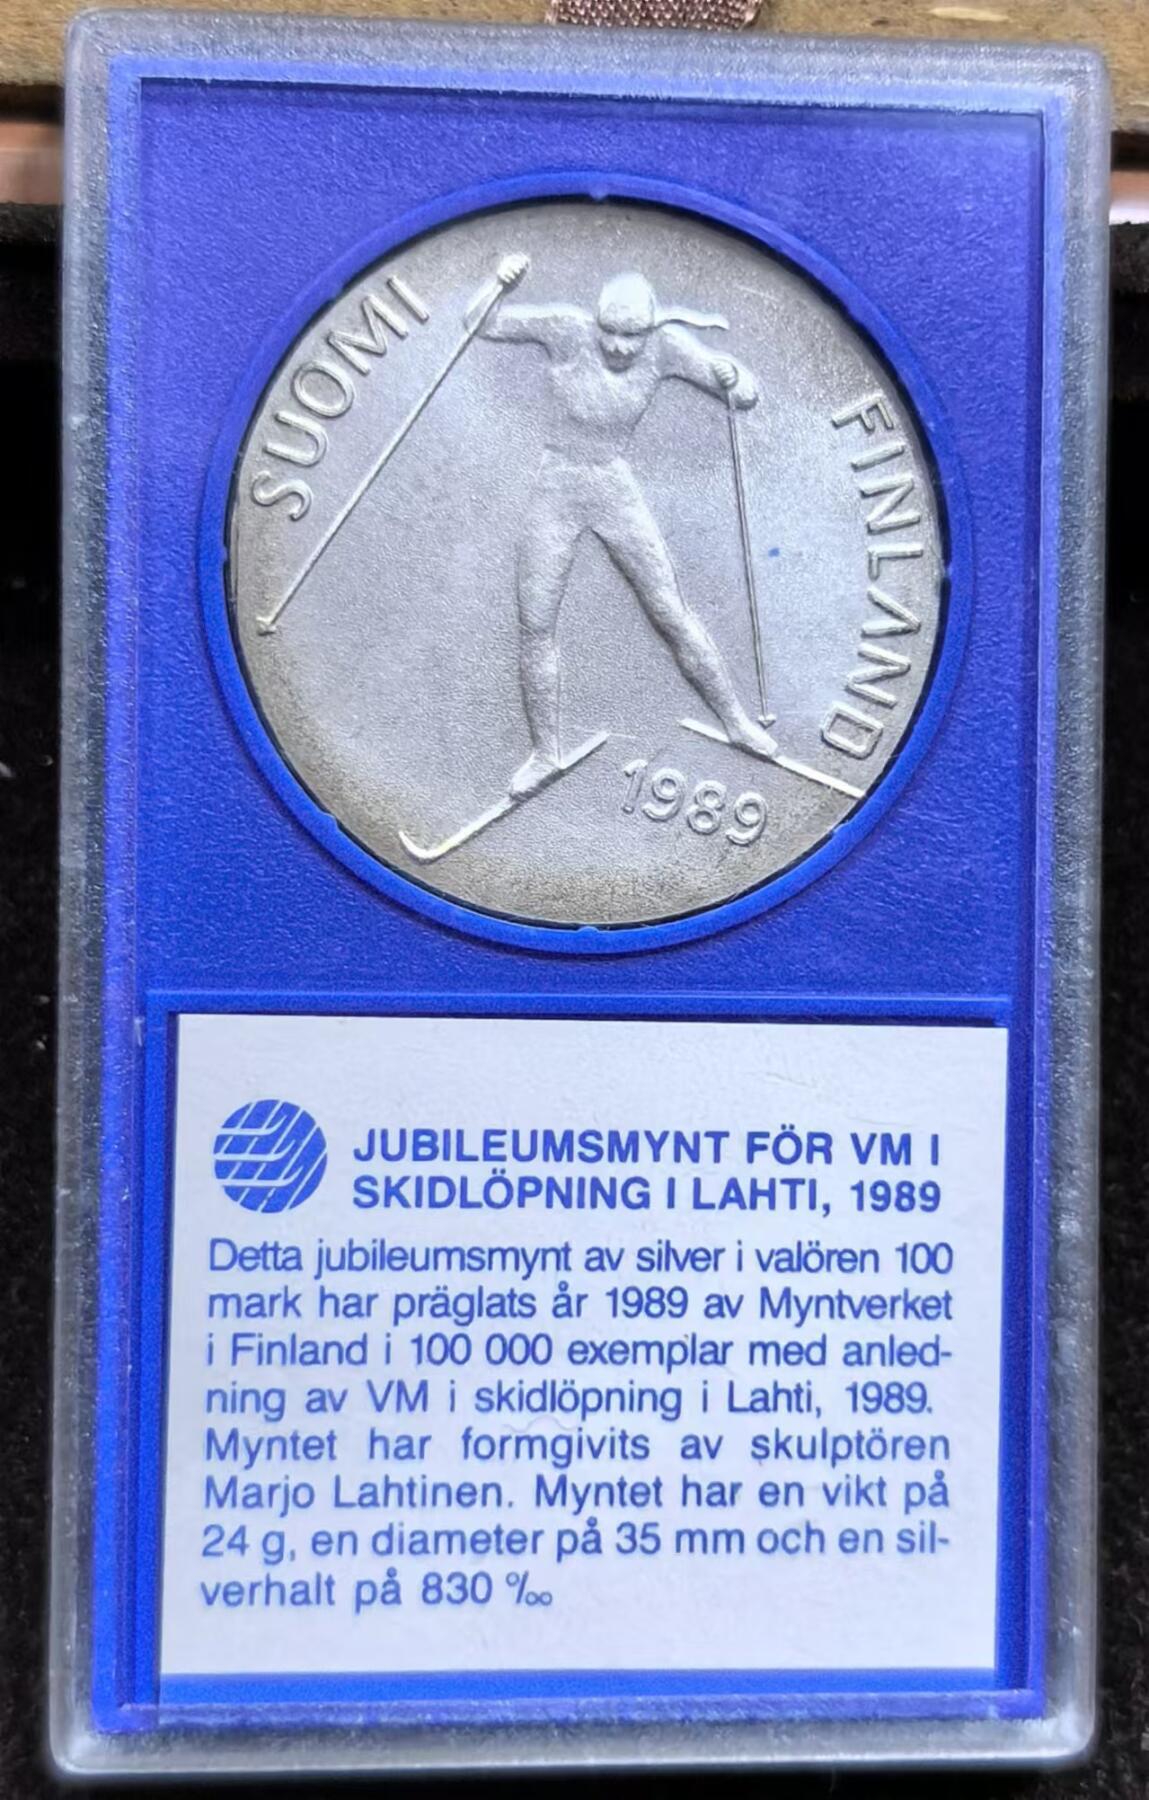 SUOMI
FINLAND
1989
JUBILEUMSMYNT FÖR VM I
SKIDLÖPNING I LAHTI, 1989
Detta jubileumsmynt av silver i valören 100
mark har präglats år 1989 av Myntverket
i Finland i 100 000 exemplar med anled-
ning av VM i skidlöpning i Lahti, 1989.
Myntet har formgivits av skulptören
Marjo Lahtinen. Myntet har en vikt på
24 g, en diameter på 35 mm och en sil-
verhalt på 830 ‰